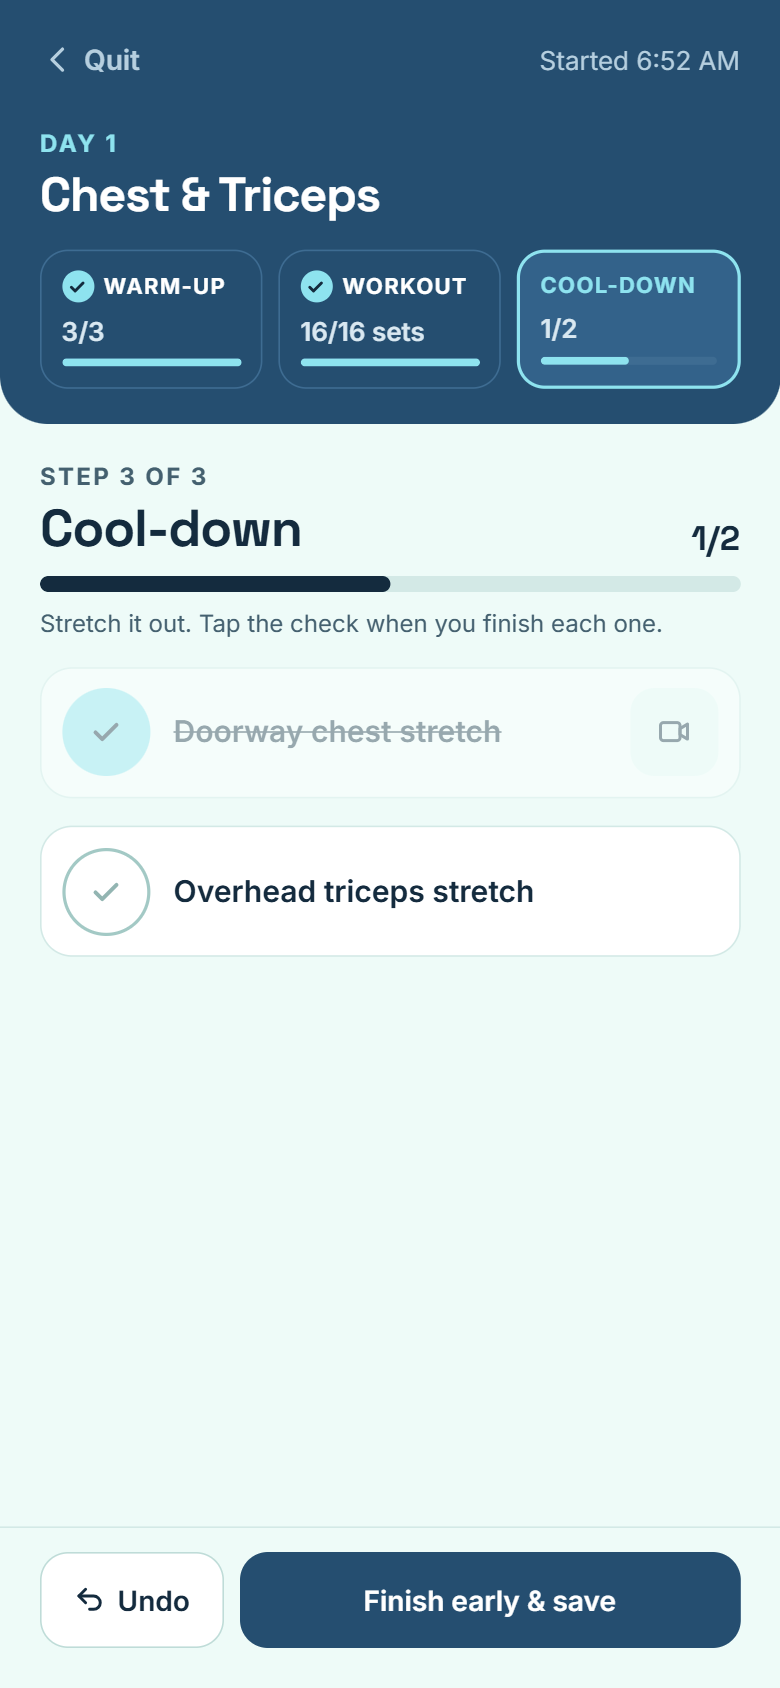 Quit
Started 6:52 AM
DAY 1
Chest & Triceps
WARM-UP
3/3
WORKOUT
16/16 sets
COOL-DOWN
1/2
STEP 3 OF 3
Cool-down
1/2
Stretch it out. Tap the check when you finish each one.
Doorway chest stretch
Overhead triceps stretch
Undo
Finish early & save